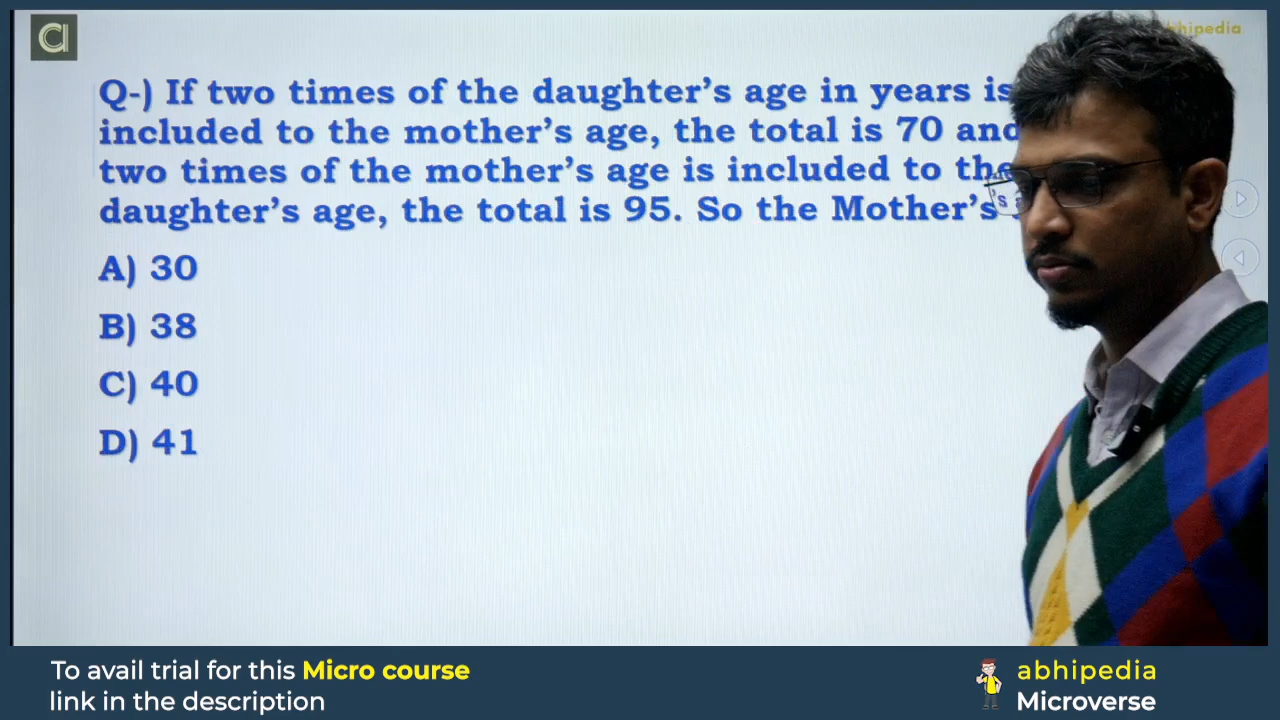 abhipedia
Q-) If two times of the daughter's age in years is
included to the mother's age, the total is 70 and
two times of the mother's age is included to the
daughter's age, the total is 95. So the Mother's
A) 30
B) 38
C) 40
D) 41
To avail trial for this Micro course
link in the description
abhipedia
Microverse